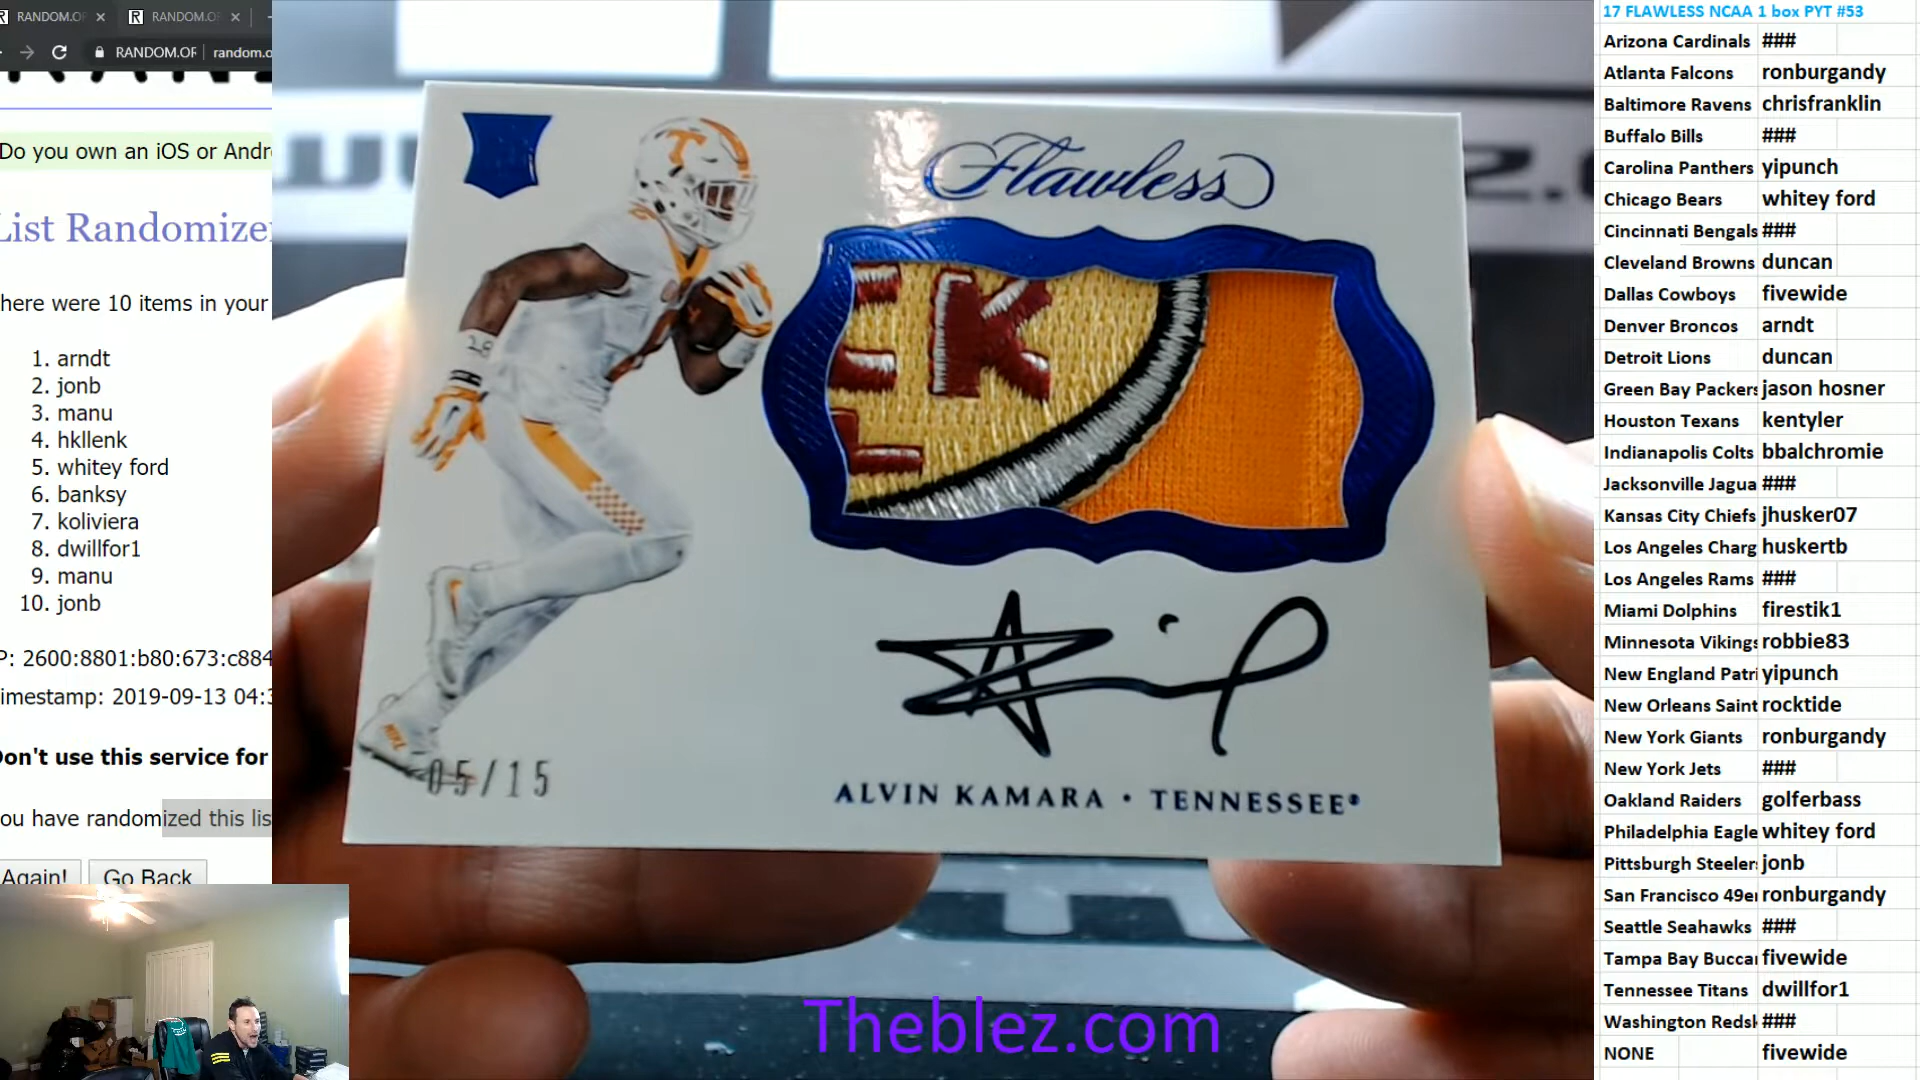 RANDOM.OF
RANDOM.OF
RANDOM.OF
random.o
Do you own an iOS or Andr
List Randomize
here were 10 items in your
1. arndt
2. jonb
3. manu
4. hkllenk
5. whitey ford
6. banksy
7. koliviera
8. dwillfor1
9. manu
10. jonb
P: 2600:8801:b80:673:c884
imestamp: 2019-09-13 04:3
Don't use this service for
ou have randomized this lis
Again!
Go Back
Flawless
K
28
05/15
ALVIN KAMARA • TENNESSEE®
Theblez.com
17 FLAWLESS NCAA 1 box PYT #53
Arizona Cardinals ###
Atlanta Falcons ronburgandy
Baltimore Ravens chrisfranklin
Buffalo Bills ###
Carolina Panthers yipunch
Chicago Bears whitey ford
Cincinnati Bengals ###
Cleveland Browns duncan
Dallas Cowboys fivewide
Denver Broncos arndt
Detroit Lions duncan
Green Bay Packers jason hosner
Houston Texans kentyler
Indianapolis Colts bbalchromie
Jacksonville Jagua ###
Kansas City Chiefs jhusker07
Los Angeles Charg huskertb
Los Angeles Rams ###
Miami Dolphins firestik1
Minnesota Vikings robbie83
New England Patri yipunch
New Orleans Saint rocktide
New York Giants ronburgandy
New York Jets ###
Oakland Raiders golferbass
Philadelphia Eagle whitey ford
Pittsburgh Steelers jonb
San Francisco 49e ronburgandy
Seattle Seahawks ###
Tampa Bay Bucca fivewide
Tennessee Titans dwillfor1
Washington Redsk ###
NONE fivewide